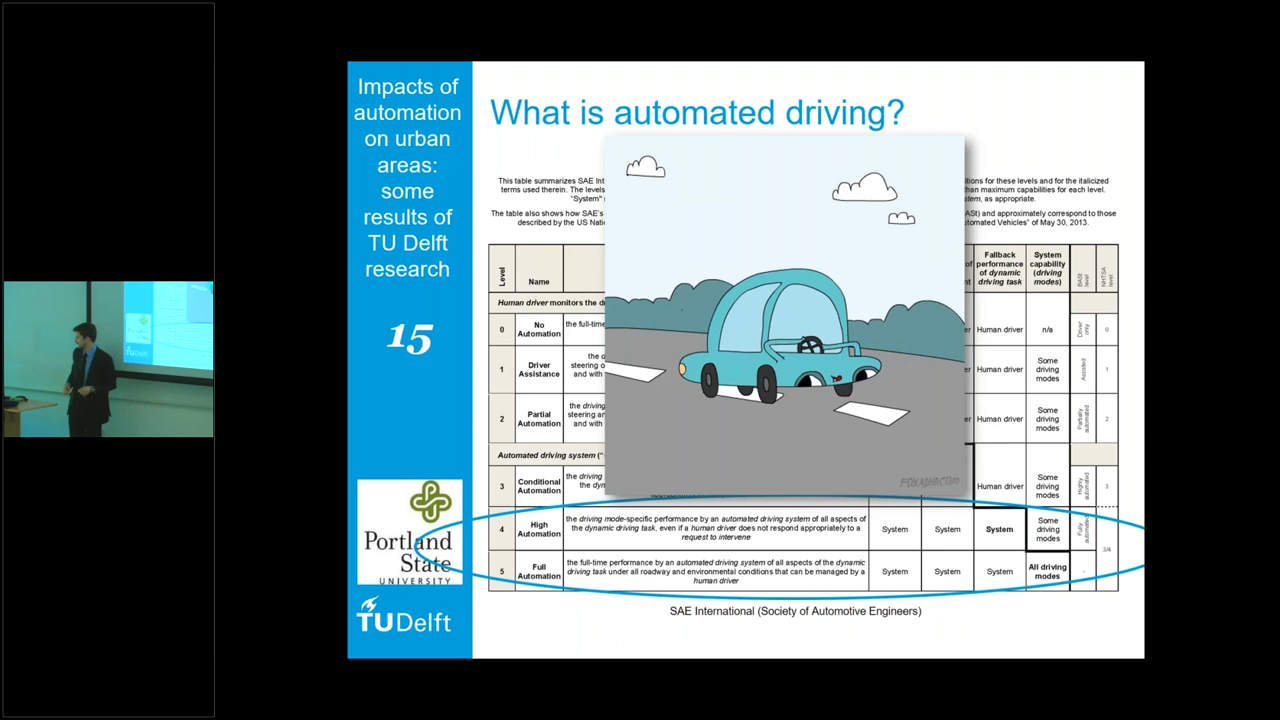 Impacts of
automation
on urban
areas:
some
results of
TU Delft
research
15
Portland
State
UNIVERSITY
TU Delft
What is automated driving?
This table summarizes SAE Int
itions for these levels and for the italicized
terms used therein. The levels
than maximum capabilities for each level.
"System"
as appropriate.
The table also shows how SAE's
and approximately correspond to those
described by the US Nati
utomated Vehicles" of May 30, 2013.
Level
Name
Fallback
performance
of dynamic
driving task
System
capability
(driving
modes)
BASt
level
NHTSA
level
Human driver monitors the d
0
No
Automation
the full-time
Human driver
n/a
Driver
only
0
1
Driver
Assistance
steering
and with
Human driver
Some
driving
modes
Assisted
1
2
Partial
Automation
the driving
steering an
and with
Human driver
Some
driving
modes
Partially
automated
2
Automated driving system
3
Conditional
Automation
the driving
Human driver
Some
driving
modes
Highly
automated
3
4
High
Automation
the driving mode-specific performance by an automated driving system of all aspects of
the dynamic driving task, even if a human driver does not respond appropriately to a
request to intervene
System
System
System
Some
driving
modes
Fully
automated
3/4
5
Full
Automation
the full-time performance by an automated driving system of all aspects of the dynamic
driving task under all roadway and environmental conditions that can be managed by a
human driver
System
System
System
All driving
modes
-
FOXADHD.COM
SAE International (Society of Automotive Engineers)
TU Delft